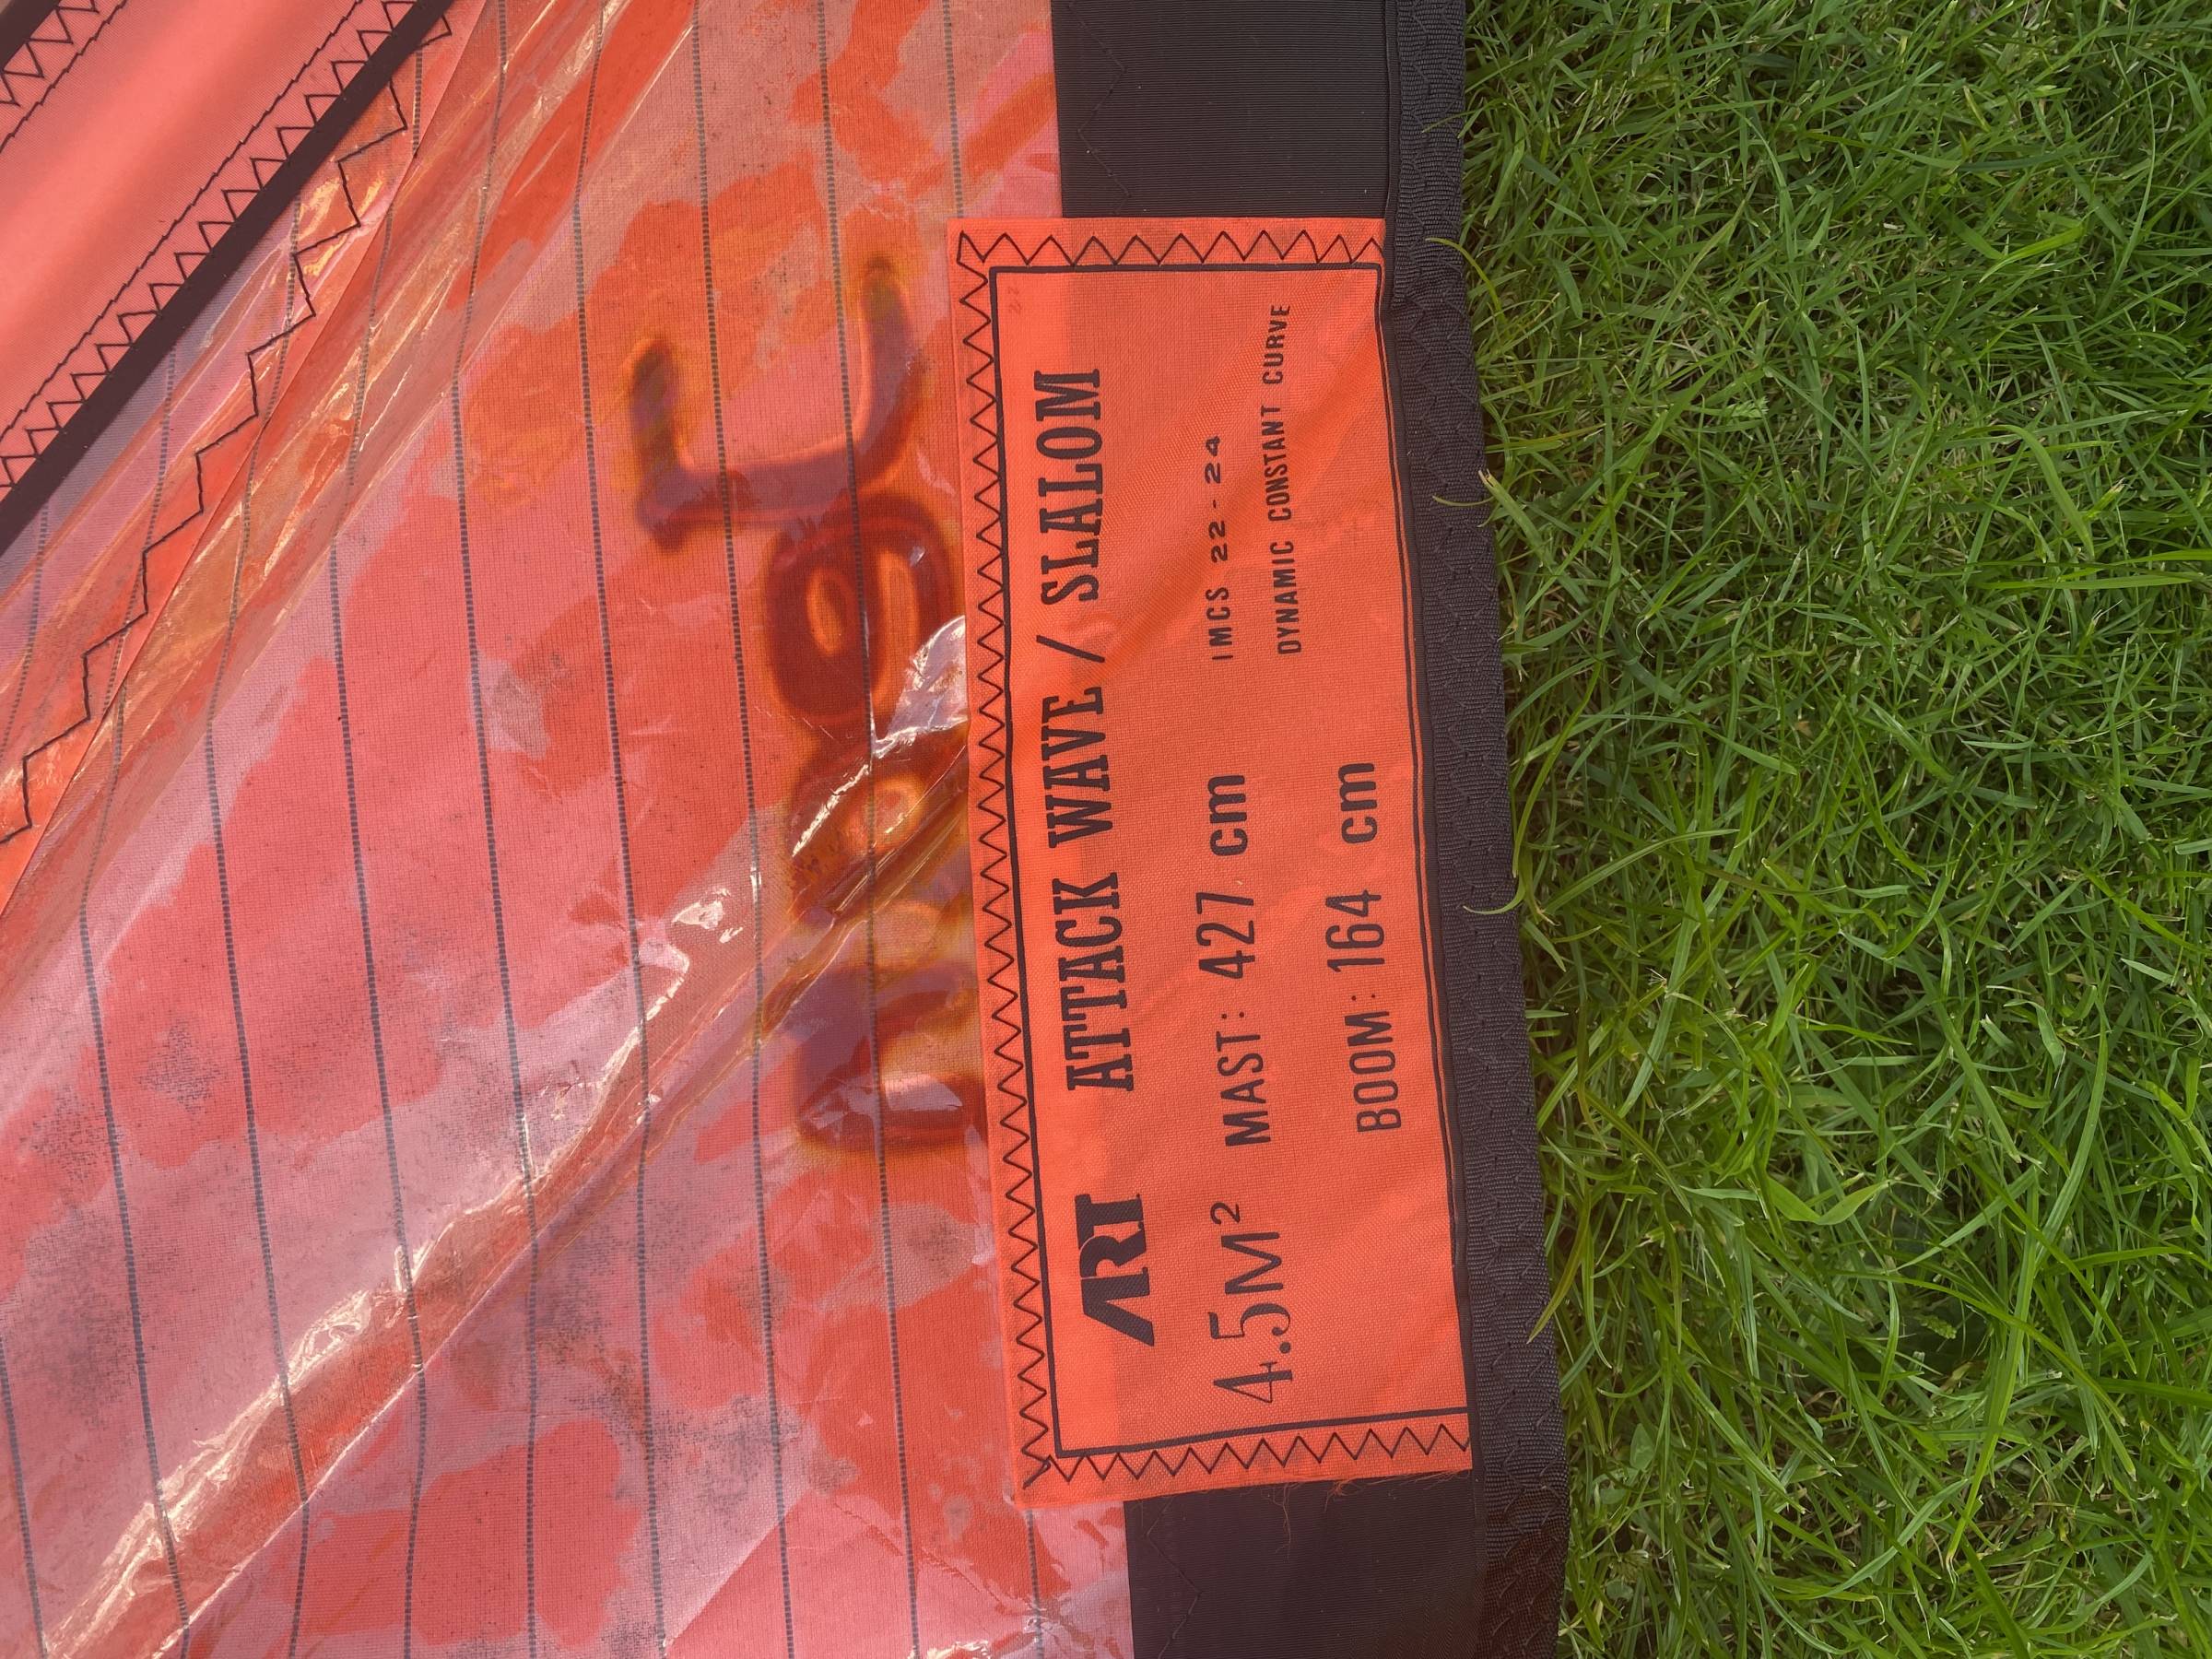 ART ATTACK WAVE / SLALOM
4.5M² MAST: 427 cm IMCS 22-24
BOOM: 164 cm DYNAMIC CONSTANT CURVE